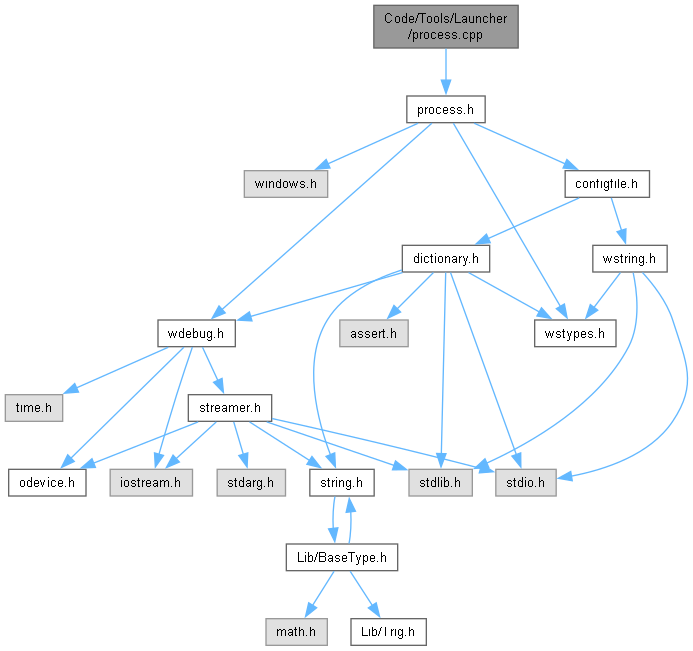 Code/Tools/Launcher
/process.cpp
process.h
windows.h
configfile.h
dictionary.h
wstring.h
wdebug.h
assert.h
wstypes.h
time.h
streamer.h
odevice.h
iostream.h
stdarg.h
string.h
stdlib.h
stdio.h
Lib/BaseType.h
math.h
Lib/Trig.h